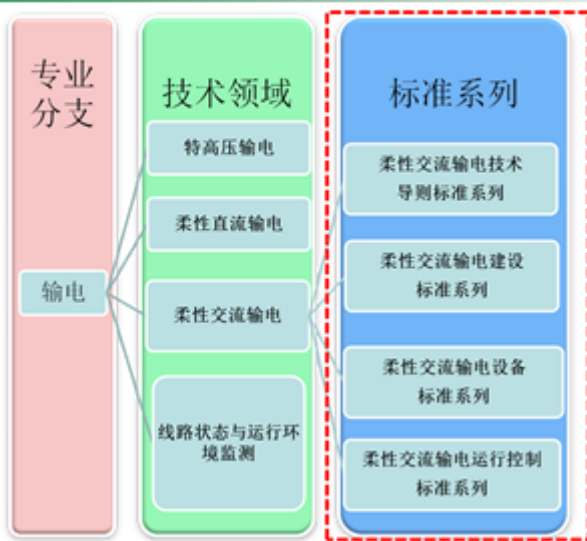 专业
分支
输电
技术领域
特高压输电
柔性直流输电
柔性交流输电
线路状态与运行环
境监测
标准系列
柔性交流输电技术
导则标准系列
柔性交流输电建设
标准系列
柔性交流输电设备
标准系列
柔性交流输电运行控制
标准系列